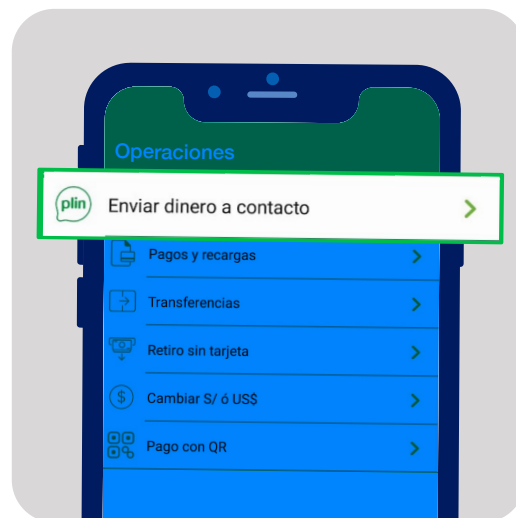 Operaciones
plin
Enviar dinero a contacto
Pagos y recargas
Transferencias
Retiro sin tarjeta
$
Cambiar S/ ó US$
Pago con QR